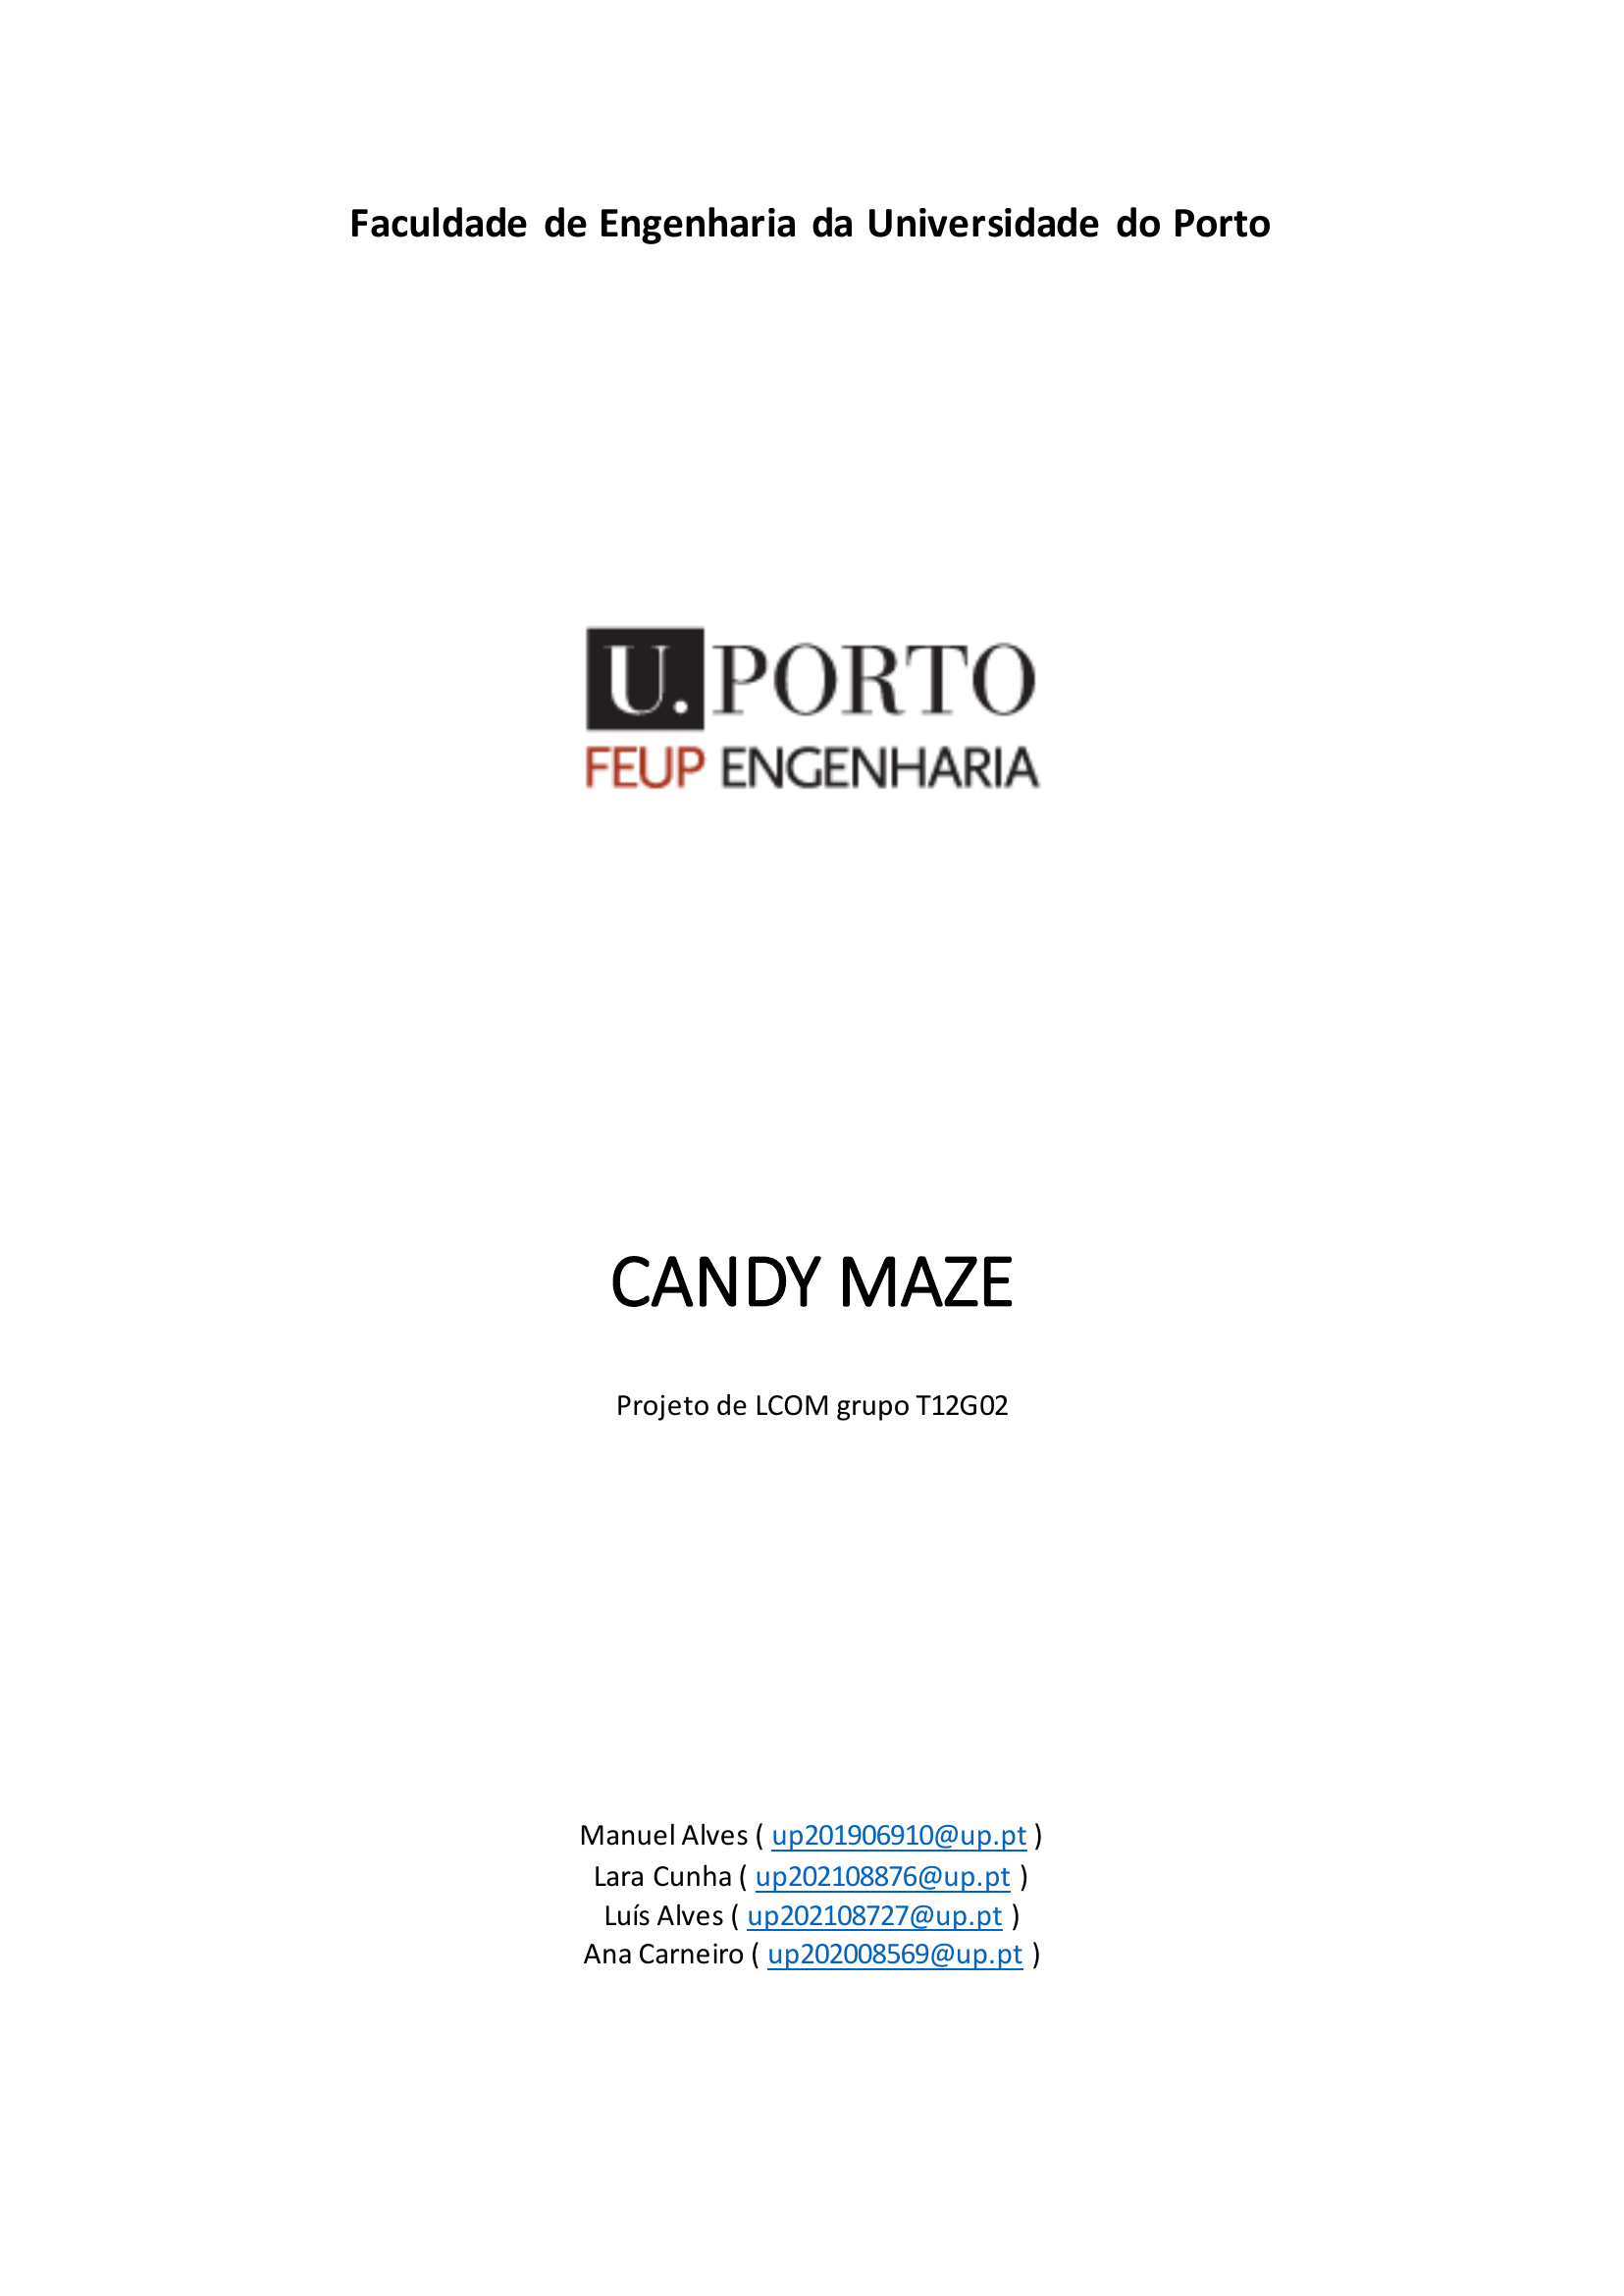 Faculdade de Engenharia da Universidade do Porto
U.PORTO
FEUP ENGENHARIA
CANDY MAZE
Projeto de LCOM grupo T12G02
Manuel Alves ( up201906910@up.pt )
Lara Cunha ( up202108876@up.pt )
Luís Alves ( up202108727@up.pt )
Ana Carneiro ( up202008569@up.pt )